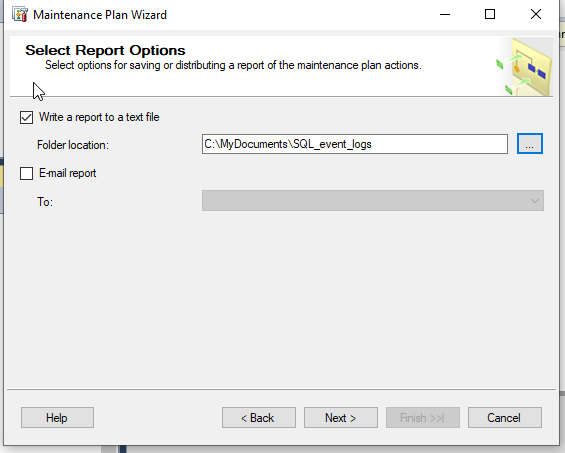 Maintenance Plan Wizard
Select Report Options
Select options for saving or distributing a report of the maintenance plan actions.
Write a report to a text file
Folder location:
C:\MyDocuments\SQL_event_logs
...
E-mail report
To:
Help
< Back
Next >
Finish >>|
Cancel